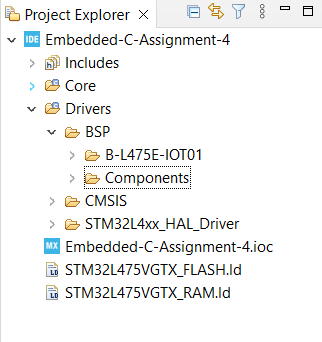 Project Explorer
IDE Embedded-C-Assignment-4
Includes
Core
Drivers
BSP
B-L475E-IOT01
Components
CMSIS
STM32L4xx_HAL_Driver
MX Embedded-C-Assignment-4.ioc
STM32L475VGTX_FLASH.ld
STM32L475VGTX_RAM.ld